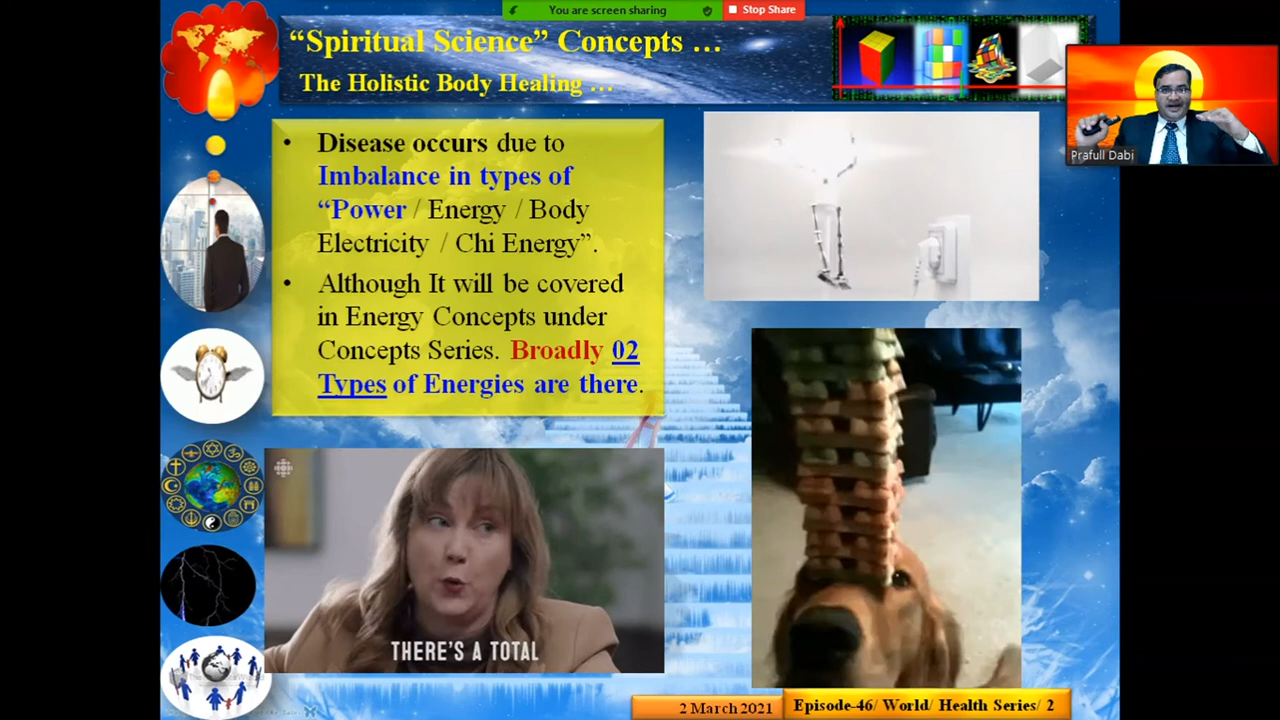 You are screen sharing
Stop Share
“Spiritual Science” Concepts ...
The Holistic Body Healing ...
Prafull Dabi
• Disease occurs due to
Imbalance in types of
“Power / Energy / Body
Electricity / Chi Energy”.
• Although It will be covered
in Energy Concepts under
Concepts Series. Broadly 02
Types of Energies are there.
THERE'S A TOTAL
2 March 2021
Episode-46/ World/ Health Series/ 2